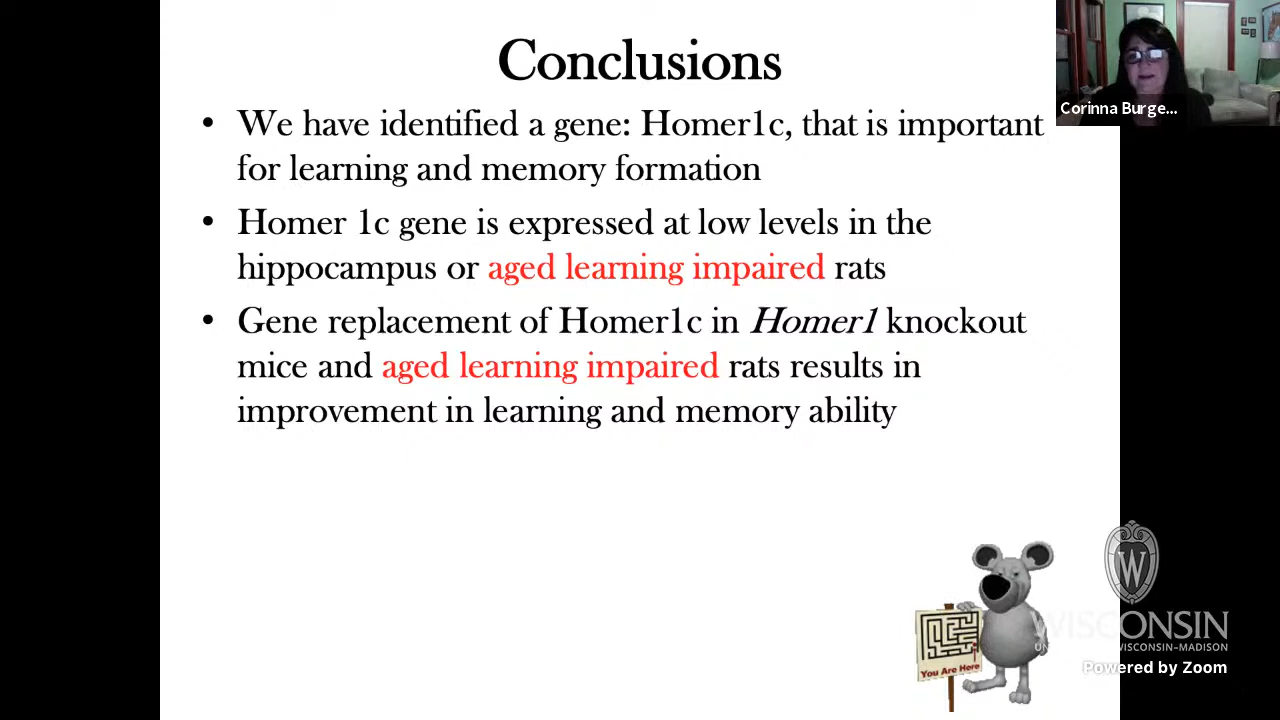 Conclusions
Corinna Burge...
• We have identified a gene: Homer1c, that is important
for learning and memory formation
• Homer 1c gene is expressed at low levels in the
hippocampus or aged learning impaired rats
• Gene replacement of Homer1c in Homer1 knockout
mice and aged learning impaired rats results in
improvement in learning and memory ability
You Are Here
W
WISCONSIN
WISCONSIN–MADISON
Powered by Zoom